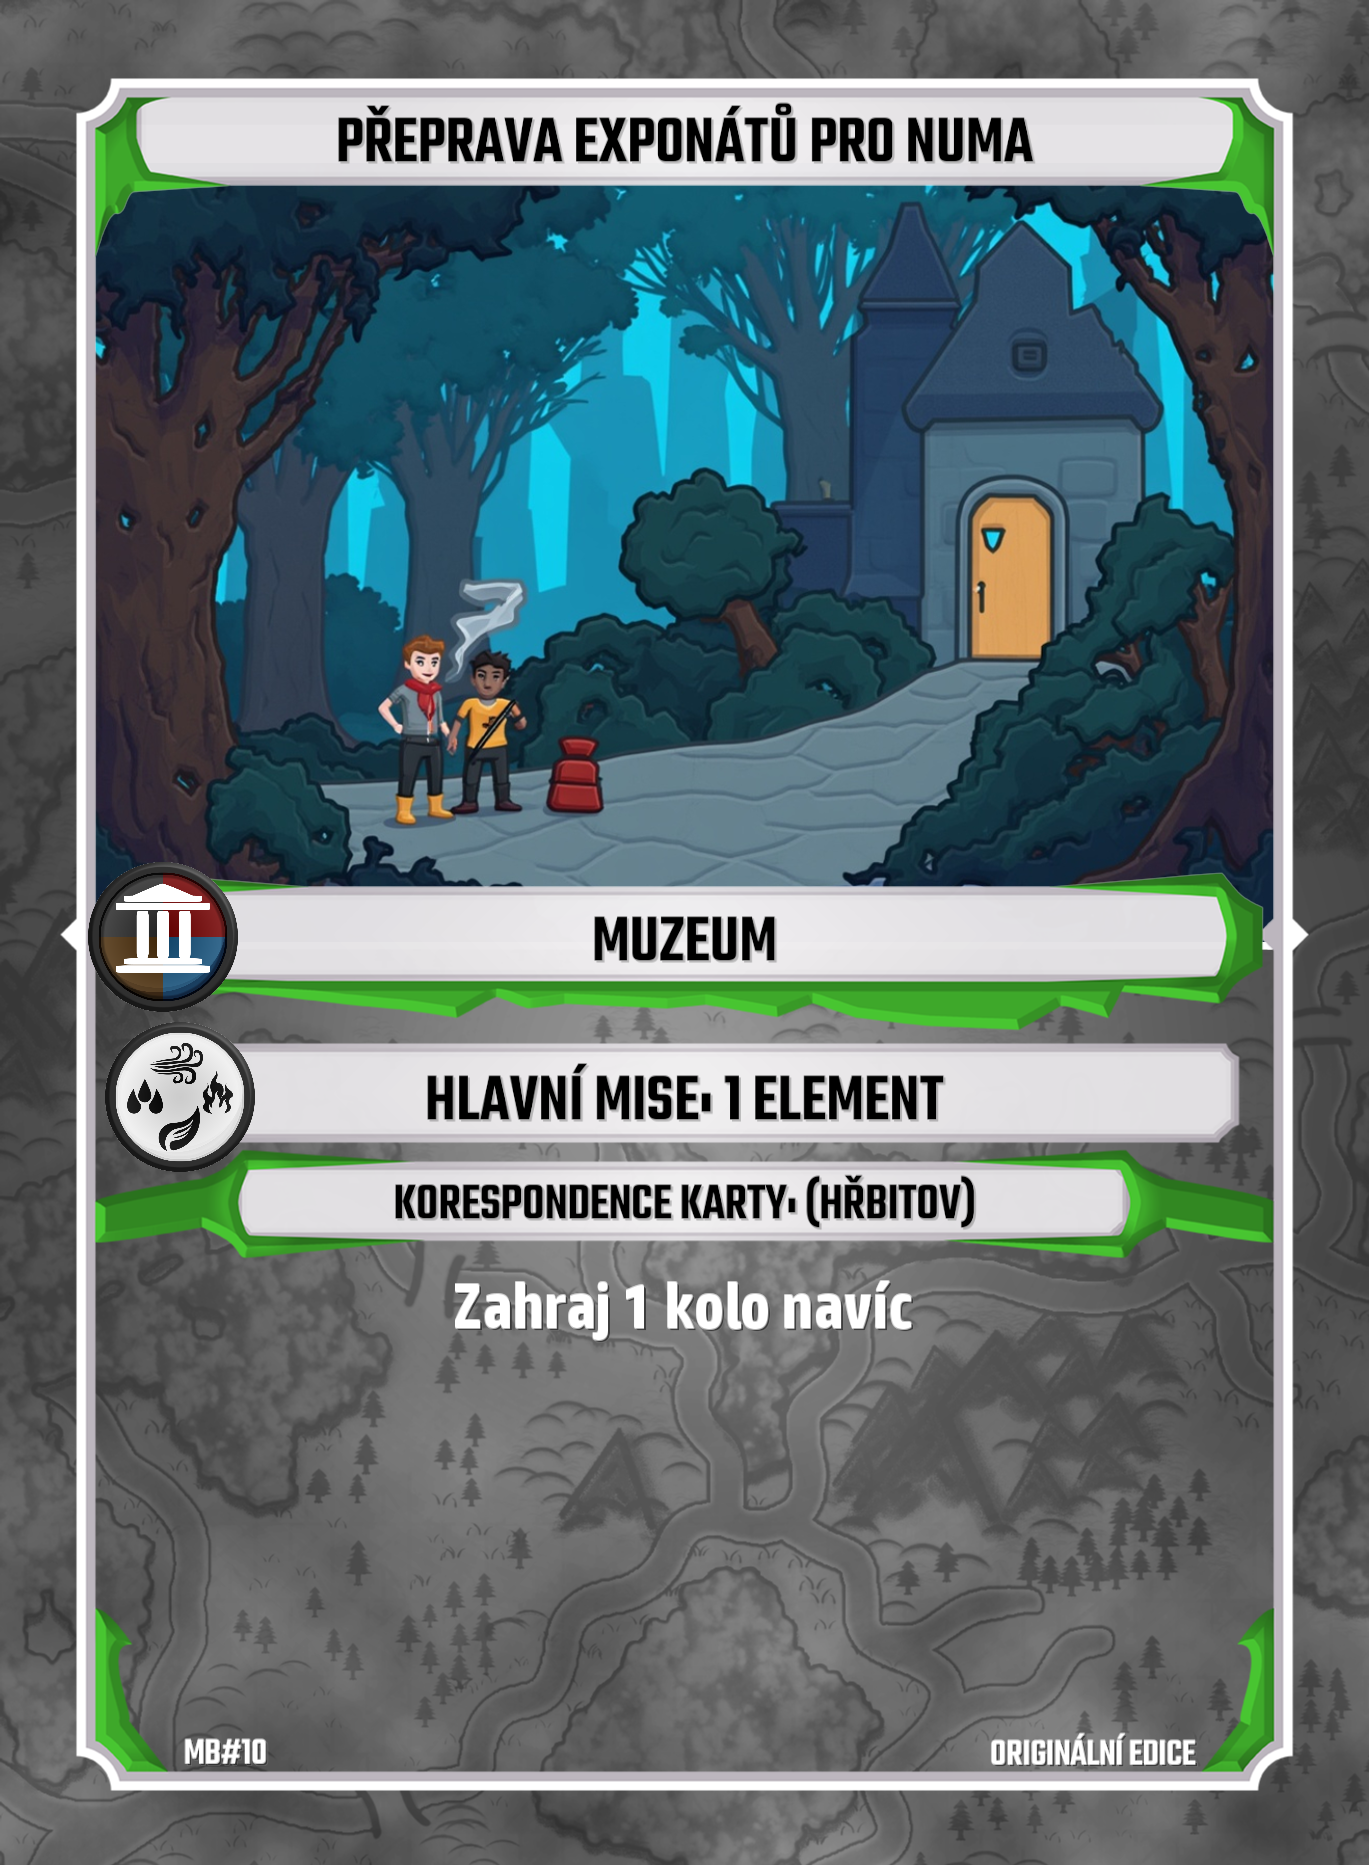 PŘEPRAVA EXPONÁTŮ PRO NUMA
MUZEUM
HLAVNÍ MISE: 1 ELEMENT
KORESPONDENCE KARTY: (HŘBITOV)
Zahraj 1 kolo navíc
MB#10
ORIGINÁLNÍ EDICE